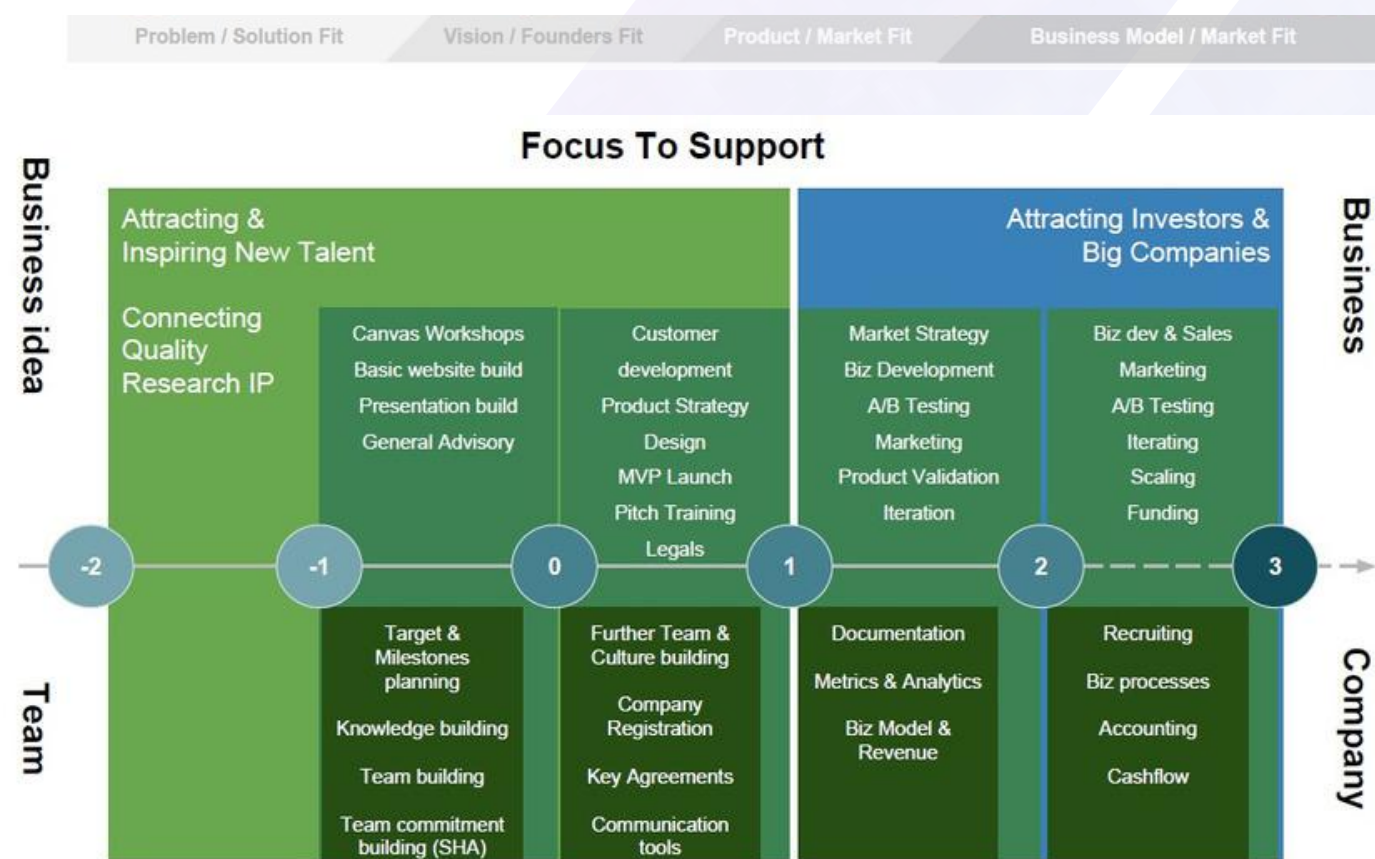 Problem / Solution Fit
Vision / Founders Fit
Product / Market Fit
Business Model / Market Fit
Focus To Support
Business idea
Team
Attracting &
Inspiring New Talent
Connecting
Quality
Research IP
Attracting Investors &
Big Companies
Business
Company
Canvas Workshops
Basic website build
Presentation build
General Advisory
Customer
development
Product Strategy
Design
MVP Launch
Pitch Training
Legals
Market Strategy
Biz Development
A/B Testing
Marketing
Product Validation
Iteration
Biz dev & Sales
Marketing
A/B Testing
Iterating
Scaling
Funding
-2
-1
0
1
2
3
Target &
Milestones
planning
Knowledge building
Team building
Team commitment
building (SHA)
Further Team &
Culture building
Company
Registration
Key Agreements
Communication
tools
Documentation
Metrics & Analytics
Biz Model &
Revenue
Recruiting
Biz processes
Accounting
Cashflow